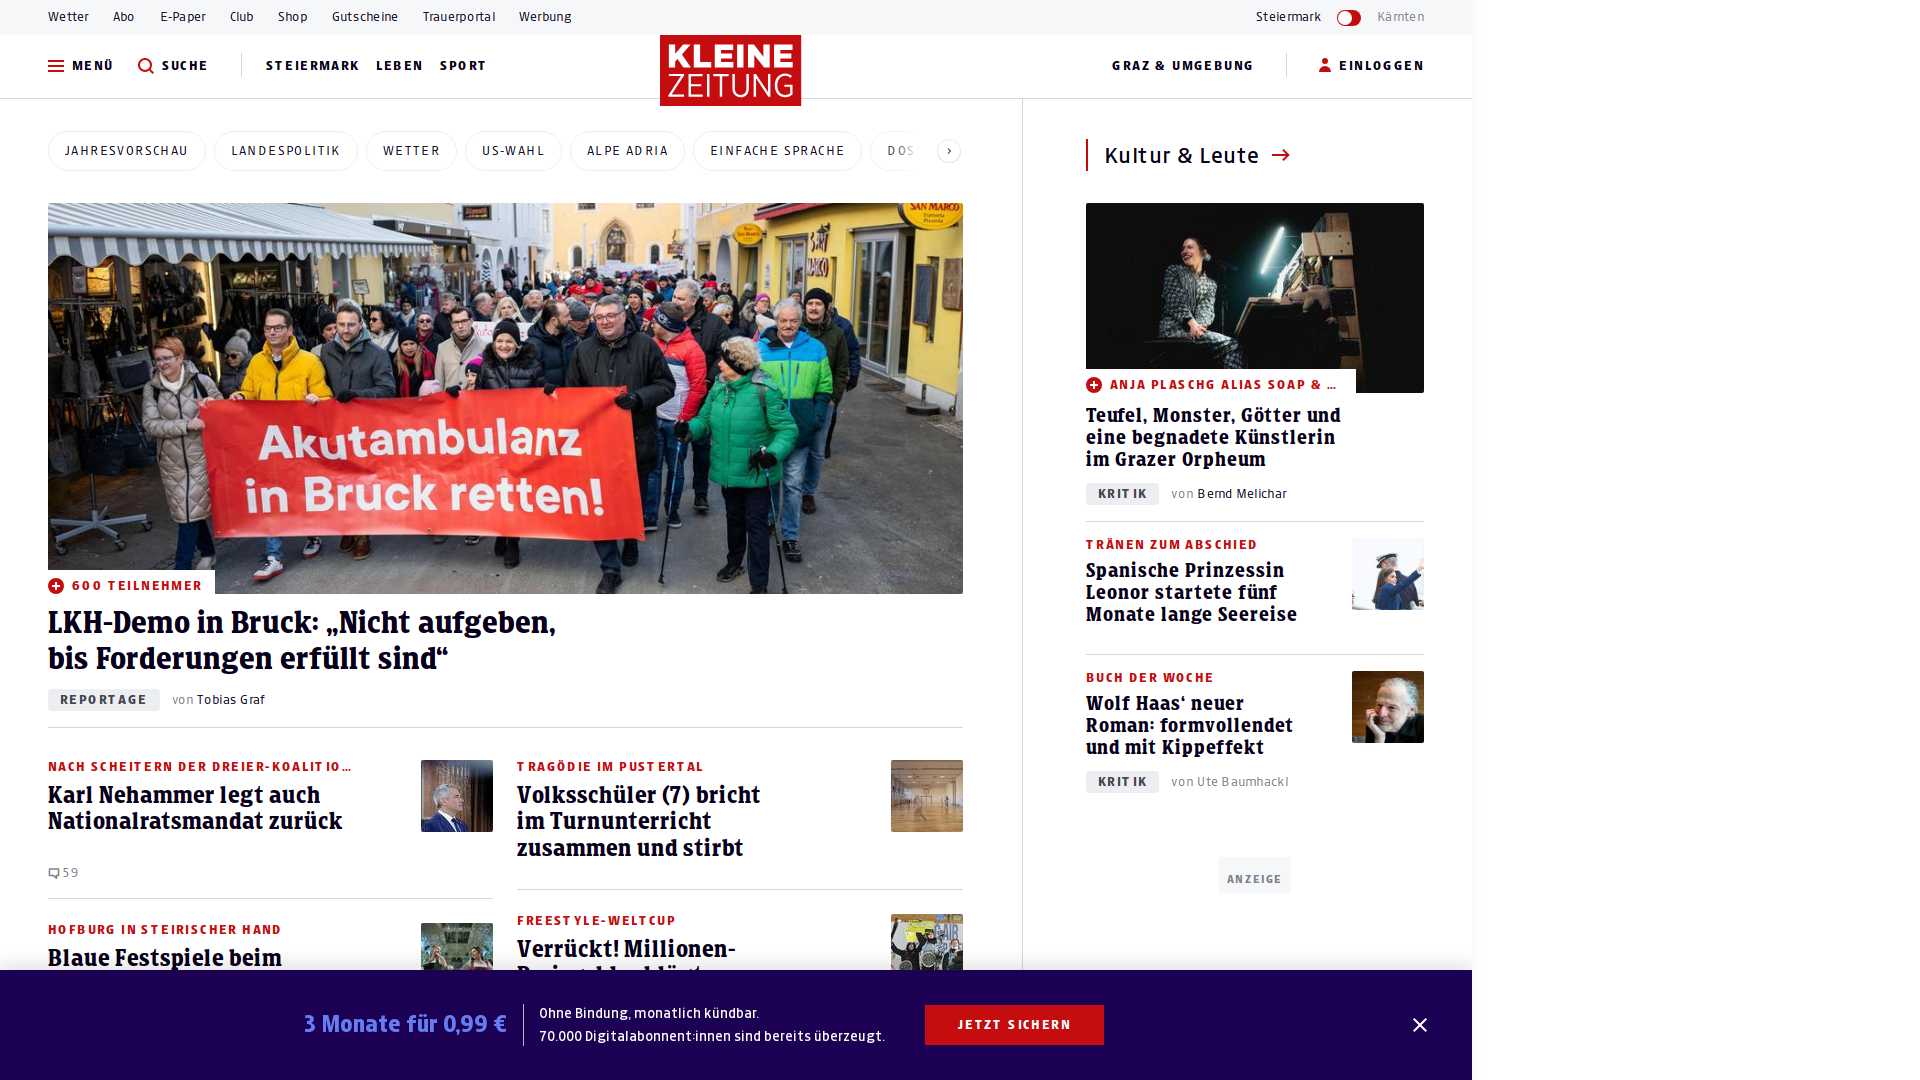 Wetter Abo E-Paper Club Shop Gutscheine Trauerportal Werbung Steiermark Kärnten
MENÜ SUCHE STEIERMARK LEBEN SPORT KLEINE ZEITUNG GRAZ & UMGEBUNG EINLOGGEN
JAHRESVORSCHAU LANDESPOLITIK WETTER US-WAHL ALPE ADRIA EINFACHE SPRACHE DOS
SAN MARCO
Akutambulanz
in Bruck retten!
600 TEILNEHMER
LKH-Demo in Bruck: „Nicht aufgeben,
bis Forderungen erfüllt sind“
REPORTAGE von Tobias Graf
NACH SCHEITERN DER DREIER-KOALITIO…
Karl Nehammer legt auch
Nationalratsmandat zurück
59
HOFBURG IN STEIRISCHER HAND
Blaue Festspiele beim
TRAGÖDIE IM PUSTERTAL
Volksschüler (7) bricht
im Turnunterricht
zusammen und stirbt
FREESTYLE-WELTCUP
Verrückt! Millionen-
Kultur & Leute
ANJA PLASCHG ALIAS SOAP & …
Teufel, Monster, Götter und
eine begnadete Künstlerin
im Grazer Orpheum
KRITIK von Bernd Melichar
TRÄNEN ZUM ABSCHIED
Spanische Prinzessin
Leonor startete fünf
Monate lange Seereise
BUCH DER WOCHE
Wolf Haas‘ neuer
Roman: formvollendet
und mit Kippeffekt
KRITIK von Ute Baumhackl
ANZEIGE
3 Monate für 0,99 €
Ohne Bindung, monatlich kündbar.
70.000 Digitalabonnent:innen sind bereits überzeugt.
JETZT SICHERN